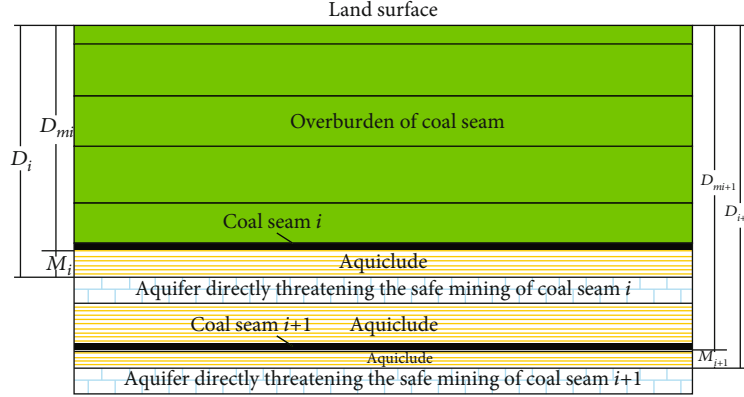 Land surface
Overburden of coal seam
D_mi
D_i
D_mi+1
D_i+
Coal seam i
M_i
Aquiclude
Aquifer directly threatening the safe mining of coal seam i
Coal seam i+1 Aquiclude
Aquiclude
M_i+1
Aquifer directly threatening the safe mining of coal seam i+1